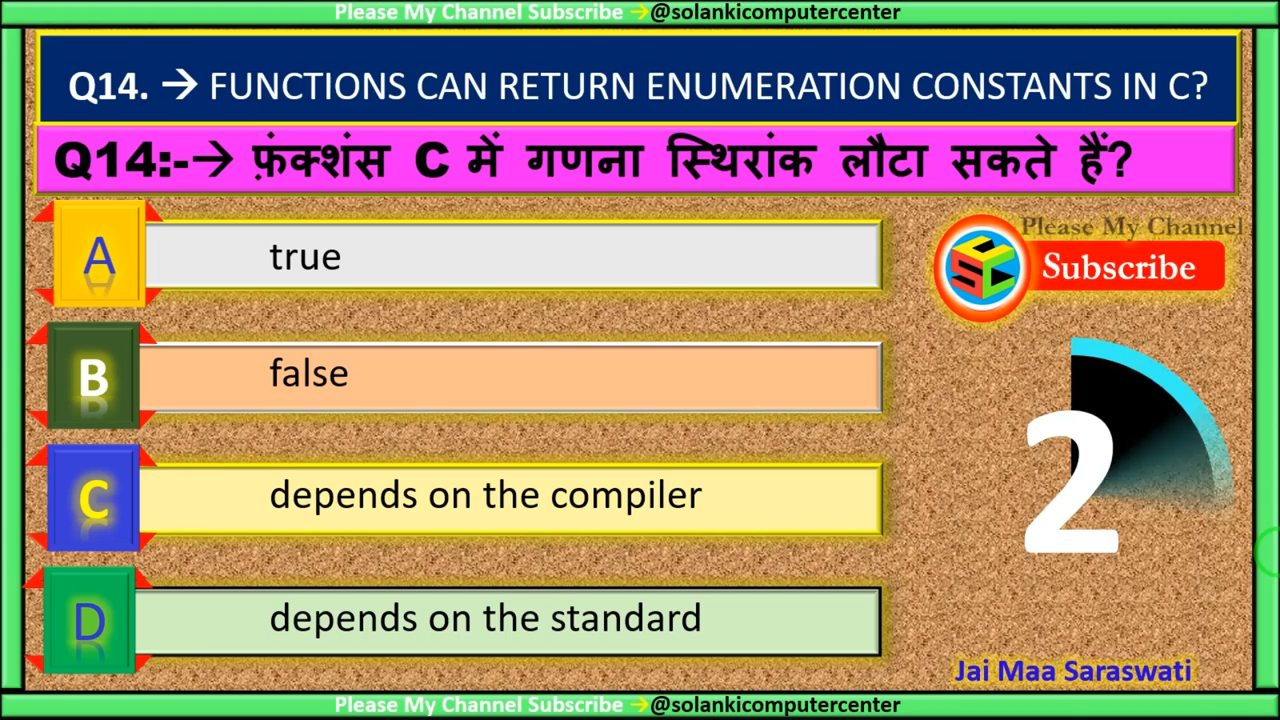 Please My Channel Subscribe →@solankicomputercenter
Q14. → FUNCTIONS CAN RETURN ENUMERATION CONSTANTS IN C?
Q14:-→ फ़ंक्शंस C में गणना स्थिरांक लौटा सकते हैं?
A true
Please My Channel
SCC Subscribe
B false
C depends on the compiler
2
D depends on the standard
Jai Maa Saraswati
Please My Channel Subscribe →@solankicomputercenter